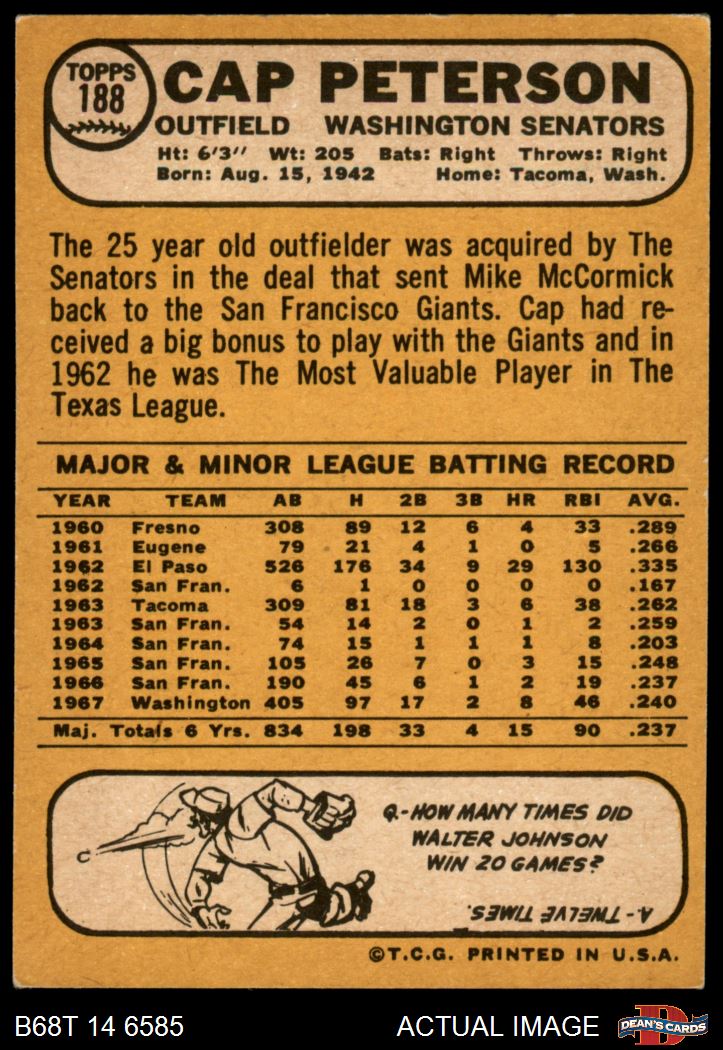 TOPPS
188
CAP PETERSON
OUTFIELD WASHINGTON SENATORS
Ht: 6'3" Wt: 205 Bats: Right Throws: Right
Born: Aug. 15, 1942 Home: Tacoma, Wash.
The 25 year old outfielder was acquired by The
Senators in the deal that sent Mike McCormick
back to the San Francisco Giants. Cap had re-
ceived a big bonus to play with the Giants and in
1962 he was The Most Valuable Player in The
Texas League.
MAJOR & MINOR LEAGUE BATTING RECORD
YEAR TEAM AB H 2B 3B HR RBI AVG.
1960 Fresno 308 89 12 6 4 33 .289
1961 Eugene 79 21 4 1 0 5 .266
1962 El Paso 526 176 34 9 29 130 .335
1962 San Fran. 6 1 0 0 0 0 .167
1963 Tacoma 309 81 18 3 6 38 .262
1963 San Fran. 54 14 2 0 1 2 .259
1964 San Fran. 74 15 1 1 1 8 .203
1965 San Fran. 105 26 7 0 3 15 .248
1966 San Fran. 190 45 6 1 2 19 .237
1967 Washington 405 97 17 2 8 46 .240
Maj. Totals 6 Yrs. 834 198 33 4 15 90 .237
Q.-HOW MANY TIMES DID
WALTER JOHNSON
WIN 20 GAMES?
A-TWELVE TIMES.
©T.C.G. PRINTED IN U.S.A.
B68T 14 6585 ACTUAL IMAGE
D
DEAN'S CARDS